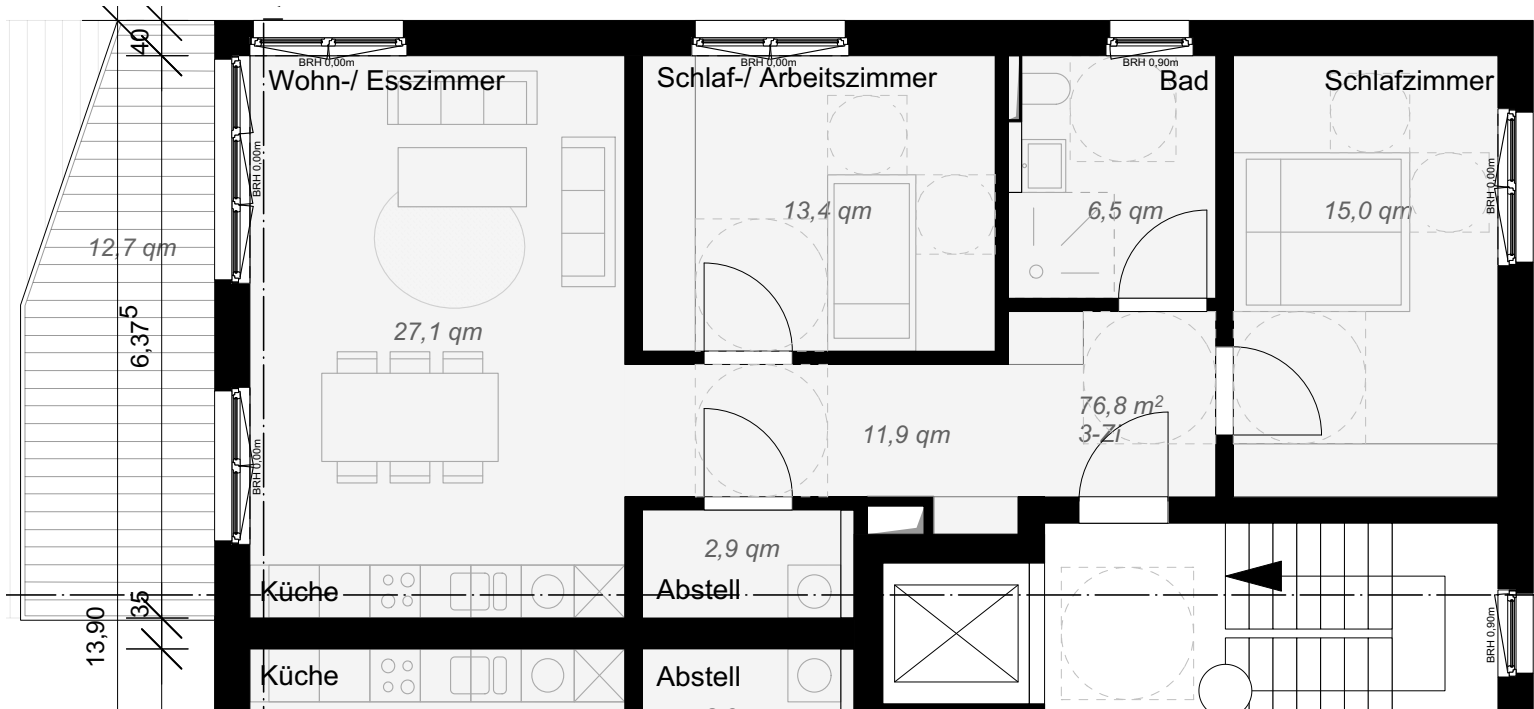 40
BRH 0,00m
BRH 0,00m
BRH 0,90m
Wohn-/ Esszimmer
Schlaf-/ Arbeitszimmer
Bad
Schlafzimmer
BRH 0,00m
BRH 0,00m
12,7 qm
13,4 qm
6,5 qm
15,0 qm
6,37⁵
27,1 qm
76,8 m²
3-Zi
11,9 qm
BRH 0,00m
2,9 qm
Küche
Abstell
35
13,90
BRH 0,90m
Küche
Abstell